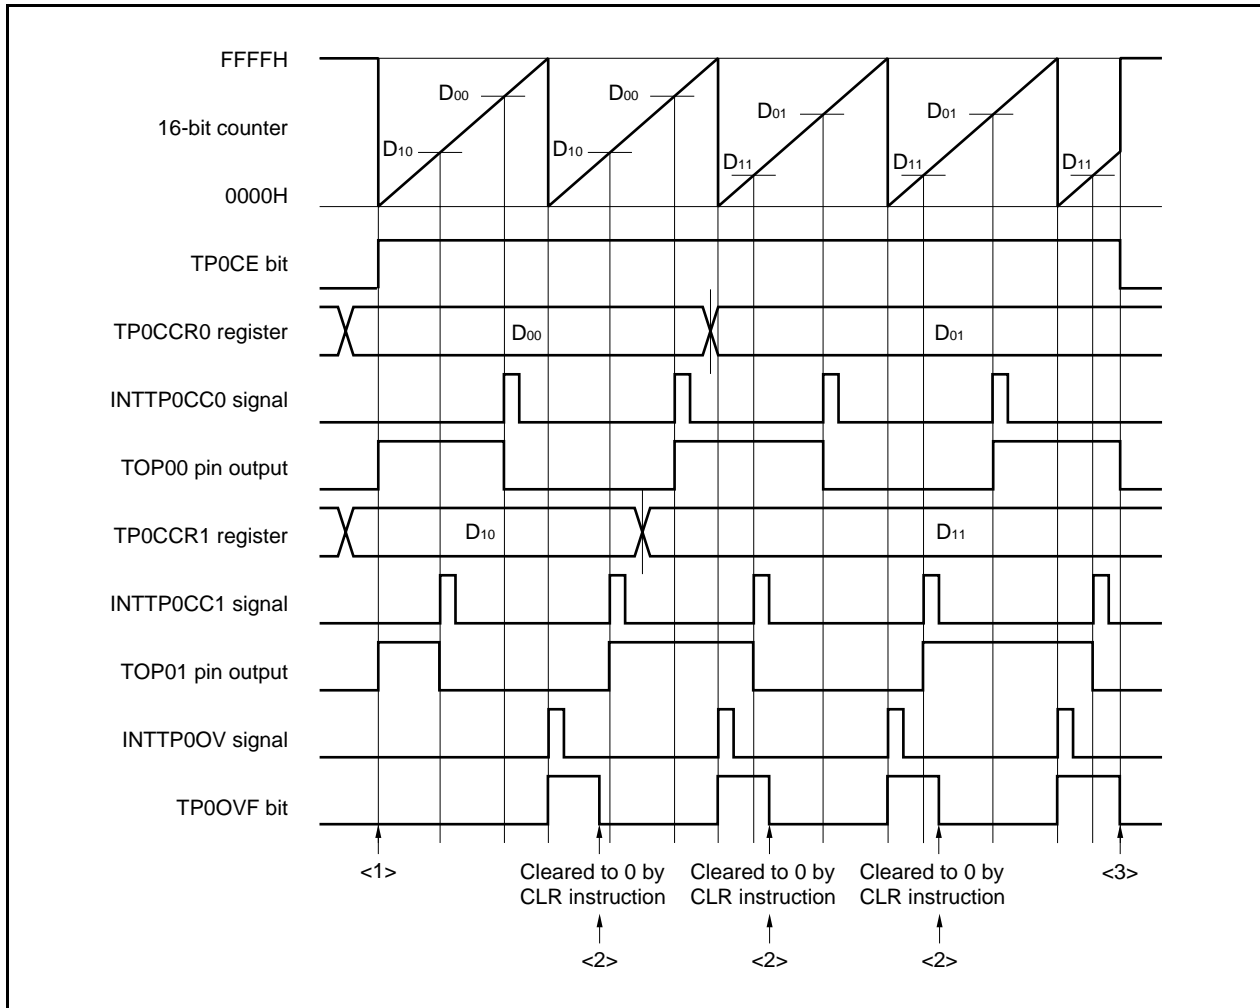 FFFFH
D00
D00
D01
D01
16-bit counter
D10
D10
D11
D11
D11
0000H
TP0CE bit
TP0CCR0 register
D00
D01
INTTP0CC0 signal
TOP00 pin output
TP0CCR1 register
D10
D11
INTTP0CC1 signal
TOP01 pin output
INTTP0OV signal
TP0OVF bit
<1>
Cleared to 0 by
CLR instruction
Cleared to 0 by
CLR instruction
Cleared to 0 by
CLR instruction
<3>
<2>
<2>
<2>